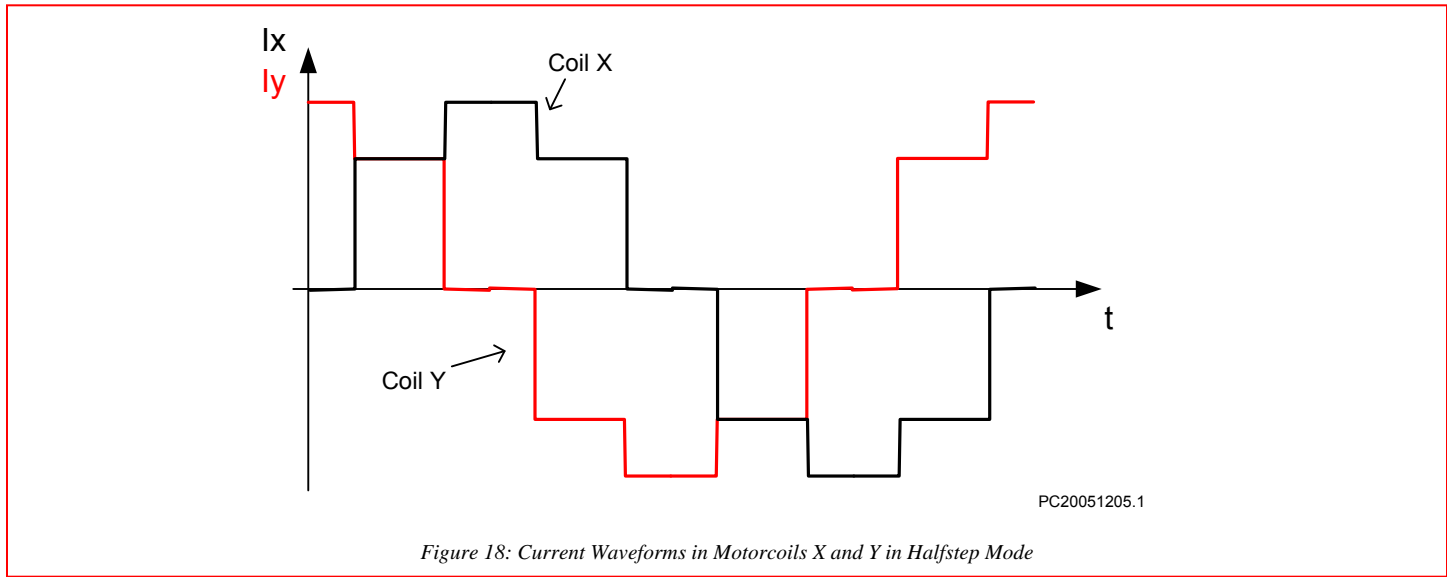 Ix
Iy
Coil X
t
Coil Y
PC20051205.1
Figure 18: Current Waveforms in Motorcoils X and Y in Halfstep Mode